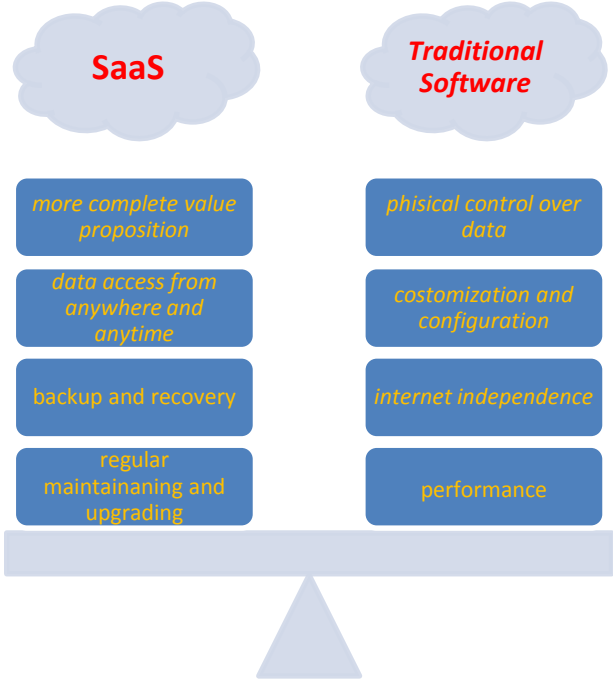 SaaS
Traditional
Software
more complete value
proposition
data access from
anywhere and
anytime
backup and recovery
regular
maintainaning and
upgrading
phisical control over
data
costomization and
configuration
internet independence
performance